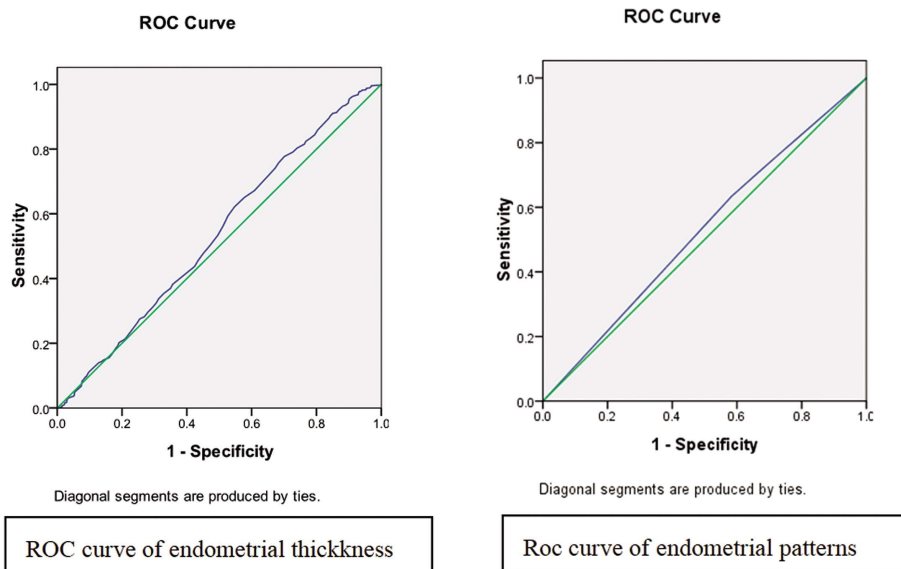 ROC Curve
1.0
0.8
0.6
0.4
0.2
0.0
Sensitivity
0.0 0.2 0.4 0.6 0.8 1.0
1 - Specificity
Diagonal segments are produced by ties.
ROC curve of endometrial thickkness
ROC Curve
1.0
0.8
0.6
0.4
0.2
0.0
Sensitivity
0.0 0.2 0.4 0.6 0.8 1.0
1 - Specificity
Diagonal segments are produced by ties.
Roc curve of endometrial patterns